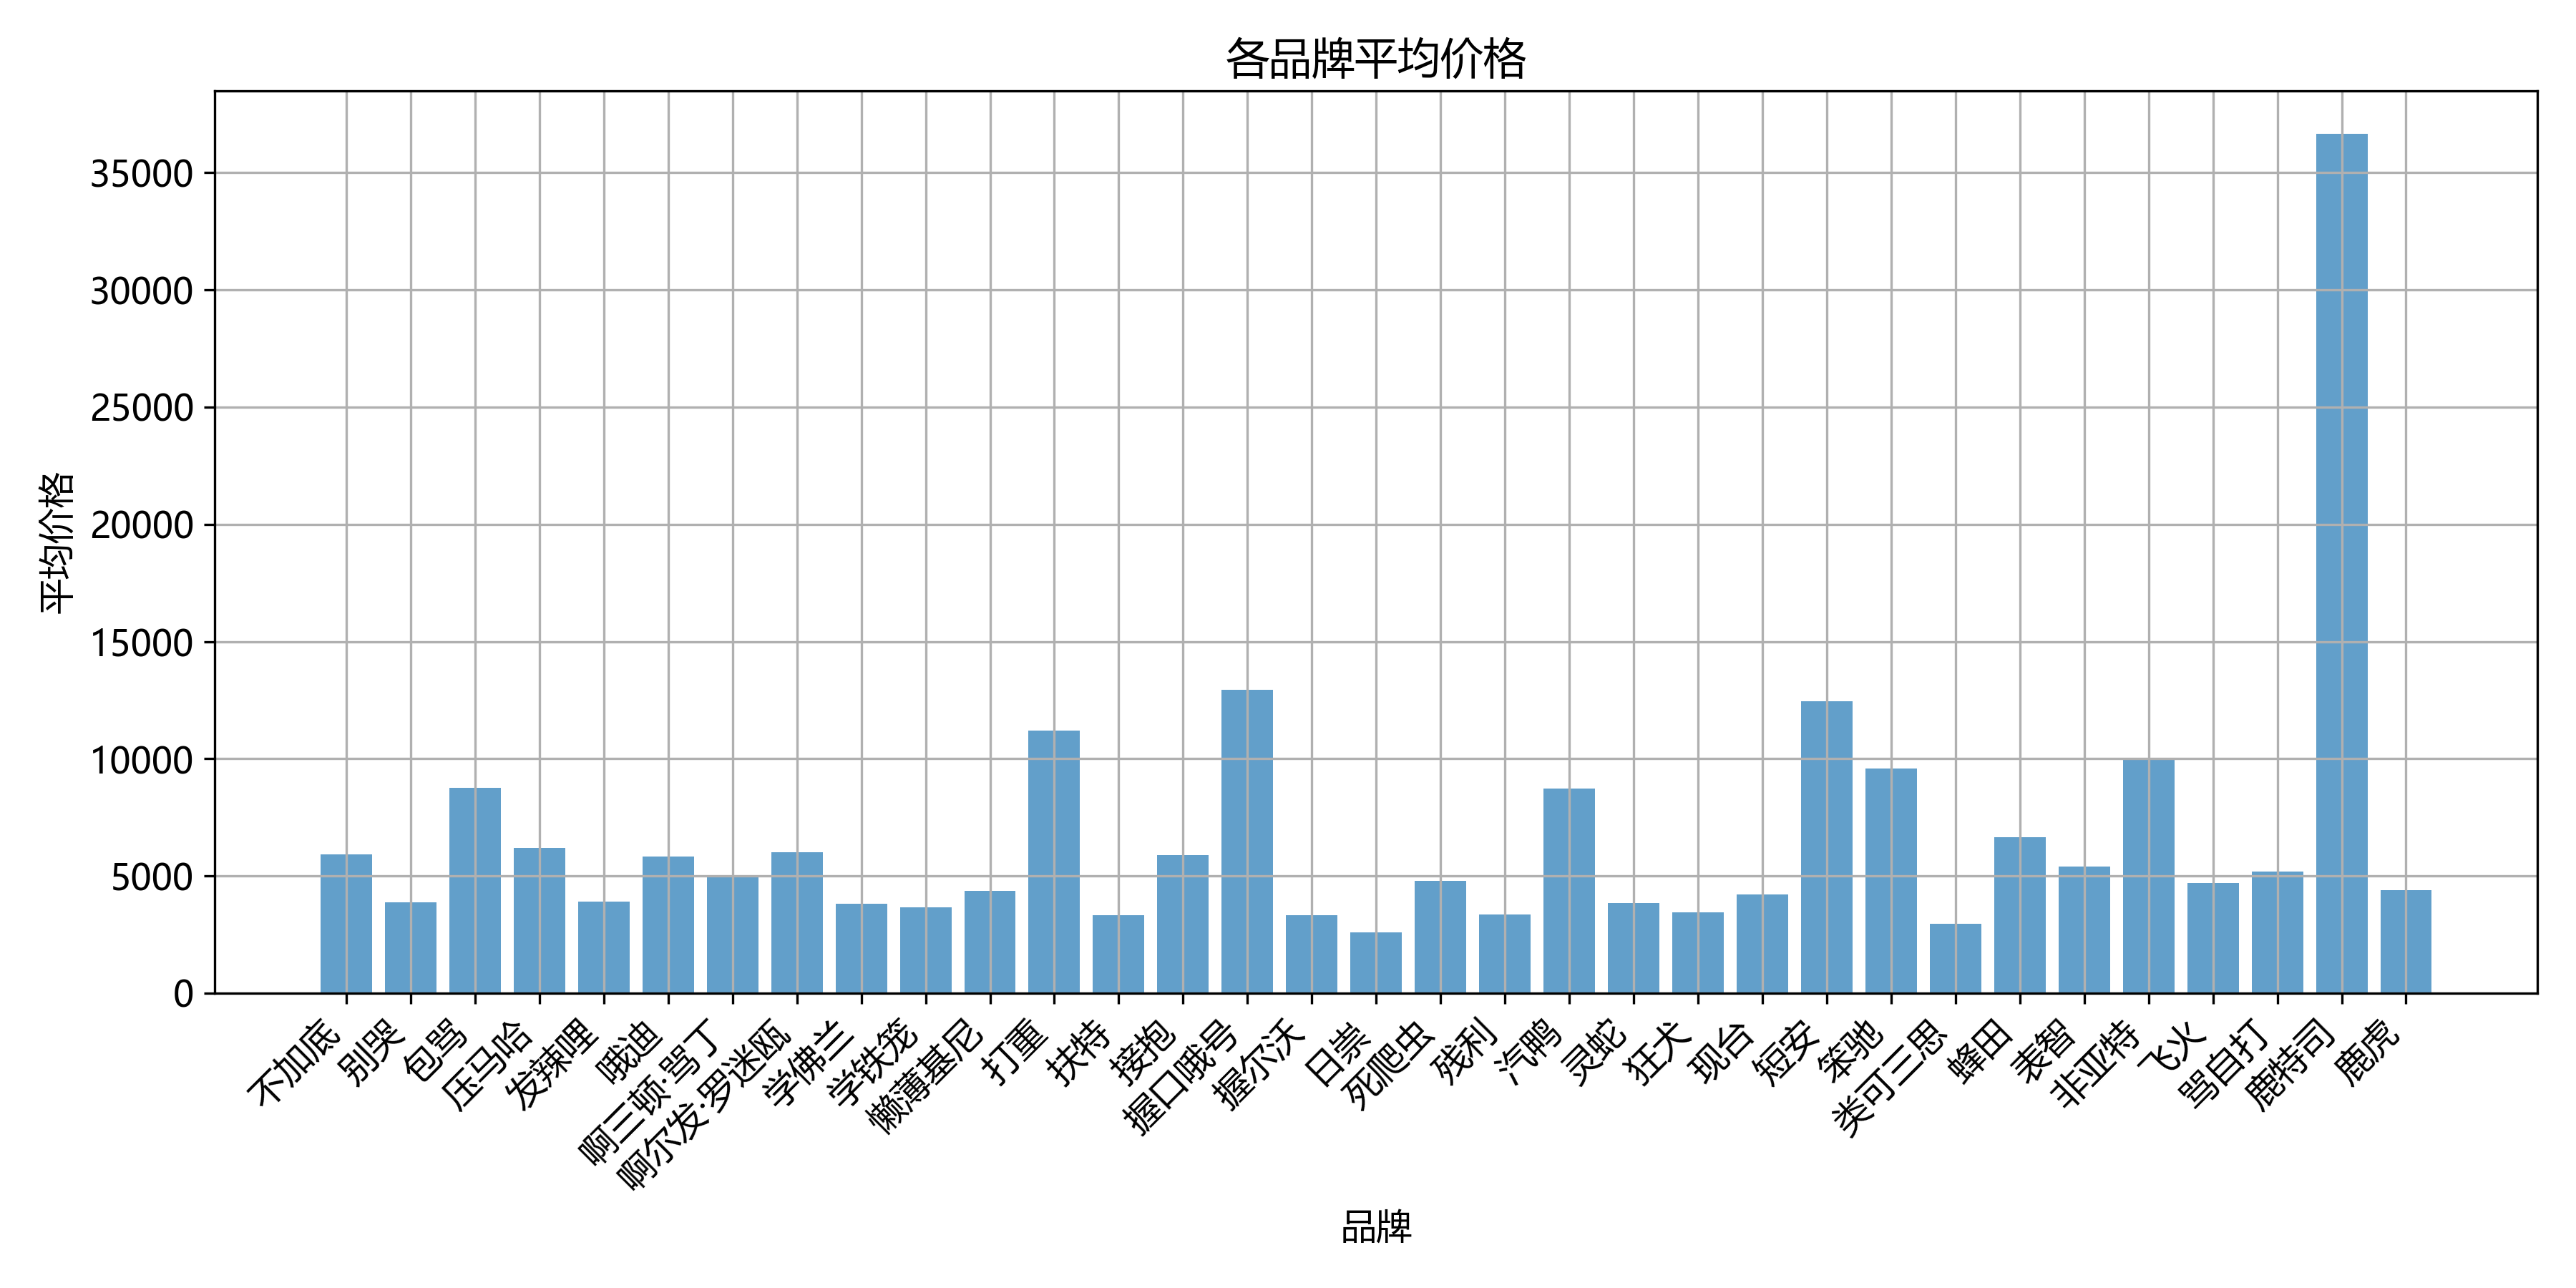 各品牌平均价格
平均价格
35000
30000
25000
20000
15000
10000
5000
0
不加底
别哭
包骂
压马哈
发辣哩
哦迪
啊三顿·骂丁
啊尔发·罗迷瓯
学佛兰
学铁笼
懒薄基尼
打重
扶特
接抱
握口哦号
握尔沃
日崇
死爬虫
残利
汽鸭
灵蛇
狂犬
现台
短安
笨驰
类可三思
蜂田
表智
非亚特
飞火
骂自打
鹿特司
鹿虎
品牌